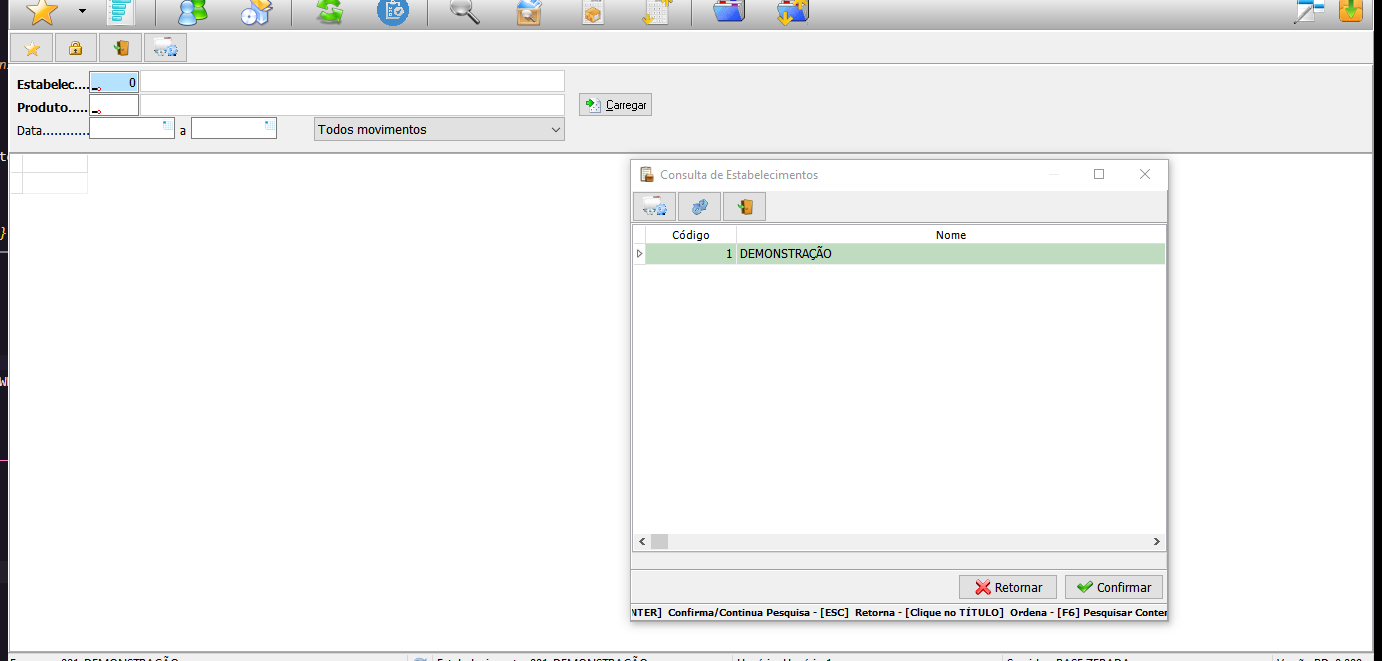 Estabelec.... 0
Produto......
Carregar
Data............ a Todos movimentos
Consulta de Estabelecimentos
Código Nome
1 DEMONSTRAÇÃO
Retornar Confirmar
NTER] Confirma/Continua Pesquisa - [ESC] Retorna - [Clique no TÍTULO] Ordena - [F6] Pesquisar Conter